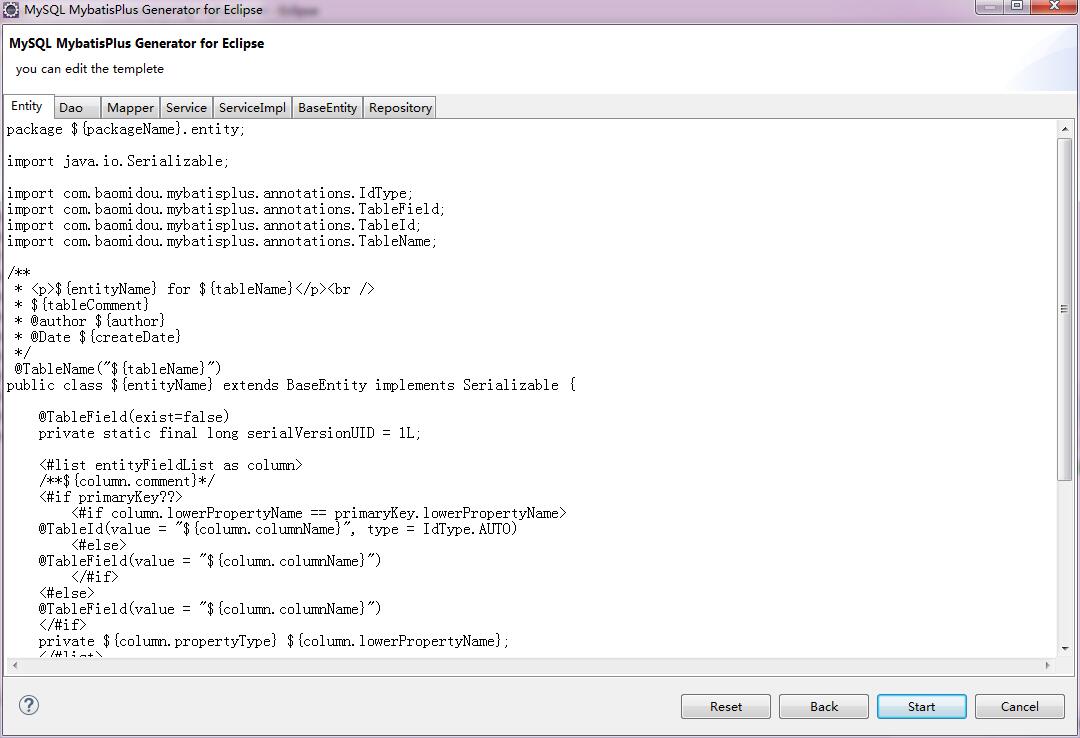 MySQL MybatisPlus Generator for Eclipse
MySQL MybatisPlus Generator for Eclipse
you can edit the templete
Entity Dao Mapper Service ServiceImpl BaseEntity Repository
package ${packageName}.entity;
import java.io.Serializable;
import com.baomidou.mybatisplus.annotations.IdType;
import com.baomidou.mybatisplus.annotations.TableField;
import com.baomidou.mybatisplus.annotations.TableId;
import com.baomidou.mybatisplus.annotations.TableName;
/**
 * <p>${entityName} for ${tableName}</p><br />
 * ${tableComment}
 * @author ${author}
 * @Date ${createDate}
 */
 @TableName("${tableName}")
public class ${entityName} extends BaseEntity implements Serializable {
    @TableField(exist=false)
    private static final long serialVersionUID = 1L;
    <#list entityFieldList as column>
    /**${column.comment}*/
    <#if primaryKey??>
        <#if column.lowerPropertyName == primaryKey.lowerPropertyName>
    @TableId(value = "${column.columnName}", type = IdType.AUTO)
        <#else>
    @TableField(value = "${column.columnName}")
        </#if>
    <#else>
    @TableField(value = "${column.columnName}")
    </#if>
    private ${column.propertyType} ${column.lowerPropertyName};
    </#list>
Reset Back Start Cancel